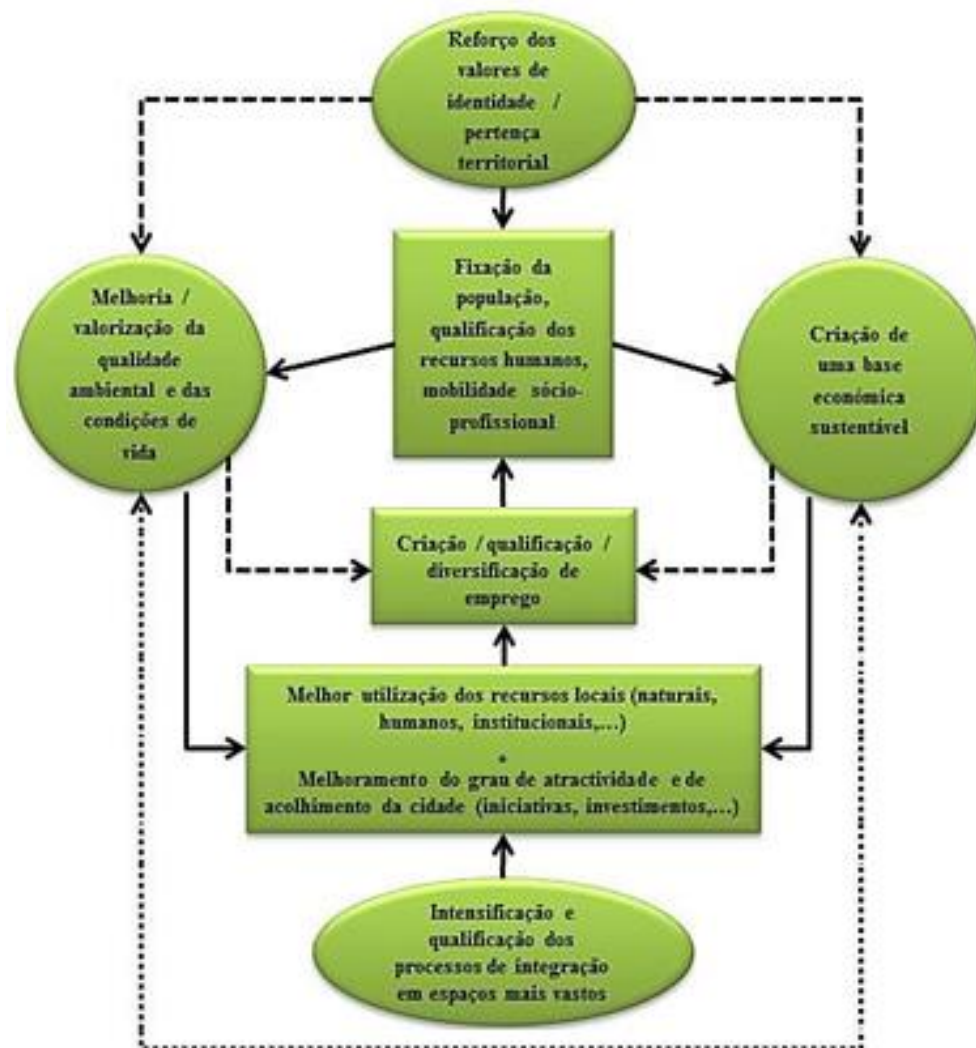 Reforço dos
valores de
identidade /
pertença
territorial
Melhoria /
valorização da
qualidade
ambiental e das
condições de
vida
Fixação da
população,
qualificação dos
recursos humanos,
mobilidade sócio-
profissional
Criação de
uma base
económica
sustentável
Criação / qualificação /
diversificação de
emprego
Melhor utilização dos recursos locais (naturais,
humanos, institucionais,...)
+
Melhoramento do grau de atractividade e de
acolhimento da cidade (iniciativas, investimentos,...)
Intensificação e
qualificação dos
processos de integração
em espaços mais vastos